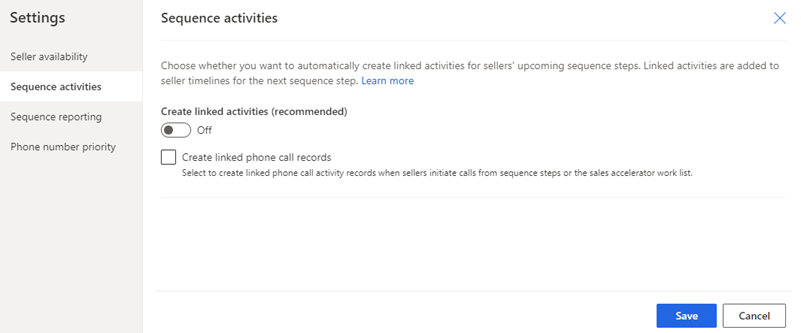 Settings
Seller availability
Sequence activities
Sequence reporting
Phone number priority
Sequence activities
Choose whether you want to automatically create linked activities for sellers' upcoming sequence steps. Linked activities are added to
seller timelines for the next sequence step. Learn more
Create linked activities (recommended)
Off
Create linked phone call records
Select to create linked phone call activity records when sellers initiate calls from sequence steps or the sales accelerator work list.
Save
Cancel